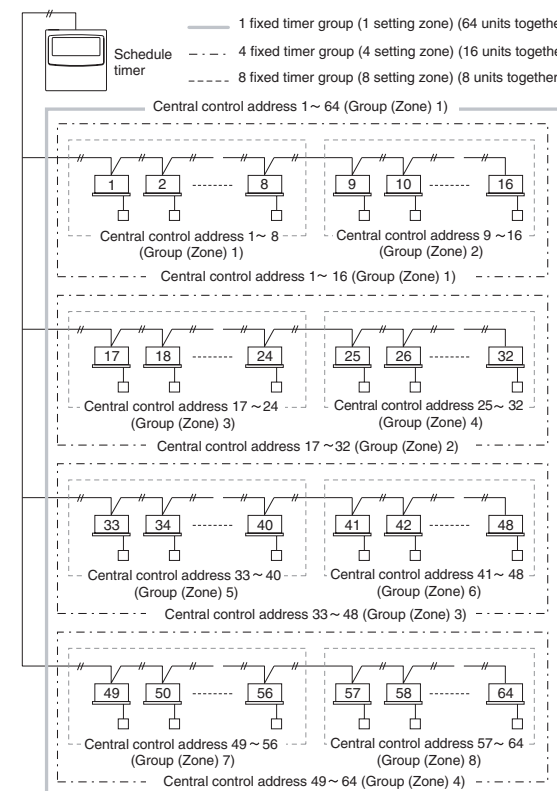 Schedule
timer
1 fixed timer group (1 setting zone) (64 units togethe
4 fixed timer group (4 setting zone) (16 units togethe
8 fixed timer group (8 setting zone) (8 units together
Central control address 1~ 64 (Group (Zone) 1)
1 2 8 9 10 16
Central control address 1~ 8
(Group (Zone) 1)
Central control address 9 ~16
(Group (Zone) 2)
Central control address 1~ 16 (Group (Zone) 1)
17 18 24 25 26 32
Central control address 17 ~24
(Group (Zone) 3)
Central control address 25~ 32
(Group (Zone) 4)
Central control address 17 ~32 (Group (Zone) 2)
33 34 40 41 42 48
Central control address 33 ~ 40
(Group (Zone) 5)
Central control address 41~ 48
(Group (Zone) 6)
Central control address 33~ 48 (Group (Zone) 3)
49 50 56 57 58 64
Central control address 49 ~ 56
(Group (Zone) 7)
Central control address 57~ 64
(Group (Zone) 8)
Central control address 49~ 64 (Group (Zone) 4)